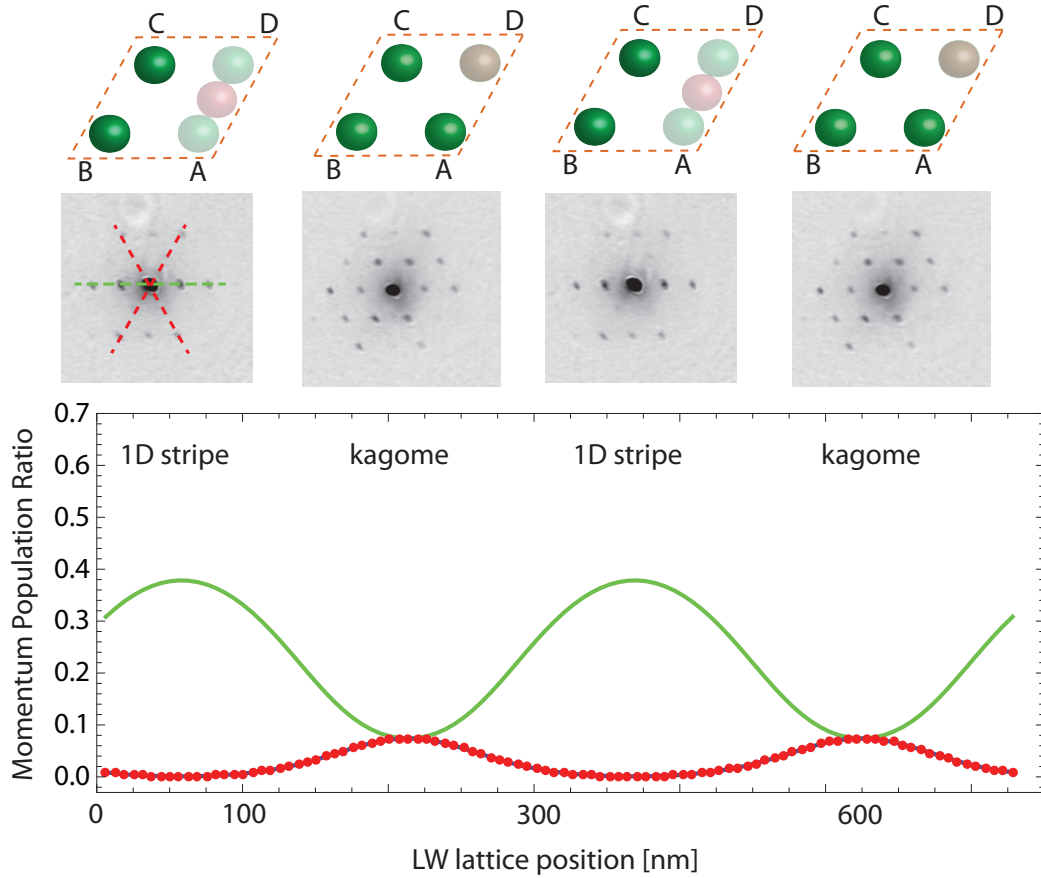 C D C D C D C D
B A B A B A B A
0.7
0.6
0.5
0.4
0.3
0.2
0.1
0.0
Momentum Population Ratio
1D stripe kagome 1D stripe kagome
0 100 300 600
LW lattice position [nm]